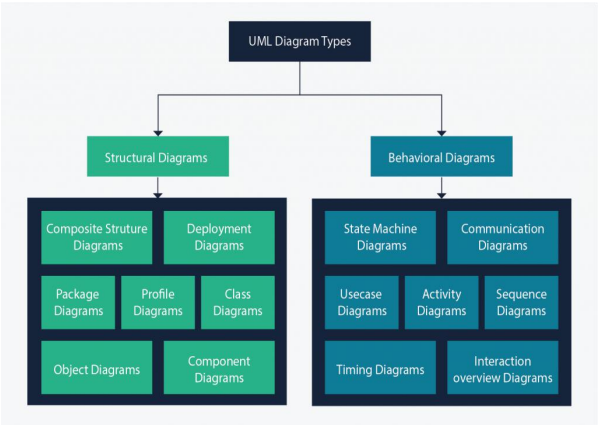 UML Diagram Types
Structural Diagrams
Behavioral Diagrams
Composite Struture
Diagrams
Deployment
Diagrams
Package
Diagrams
Profile
Diagrams
Class
Diagrams
Object Diagrams
Component
Diagrams
State Machine
Diagrams
Communication
Diagrams
Usecase
Diagrams
Activity
Diagrams
Sequence
Diagrams
Timing Diagrams
Interaction
overview Diagrams